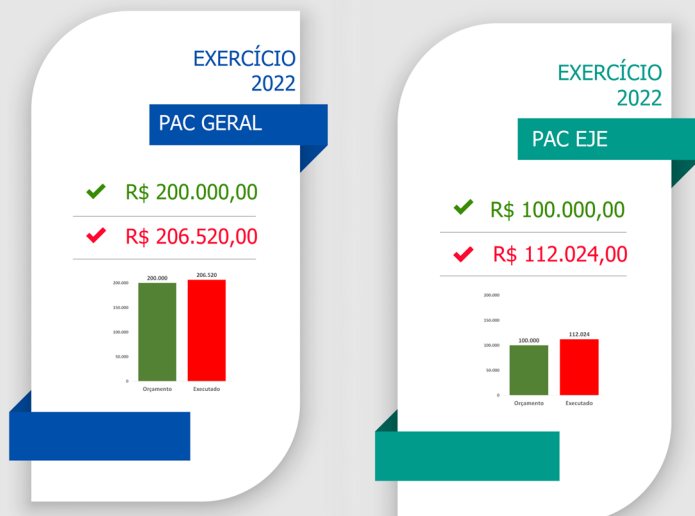 EXERCÍCIO
2022
PAC GERAL
R$ 200.000,00
R$ 206.520,00
200.000
206.520
200.000
150.000
100.000
50.000
0
Orçamento
Executado
EXERCÍCIO
2022
PAC EJE
R$ 100.000,00
R$ 112.024,00
200.000
150.000
100.000
50.000
0
100.000
112.024
Orçamento
Executado